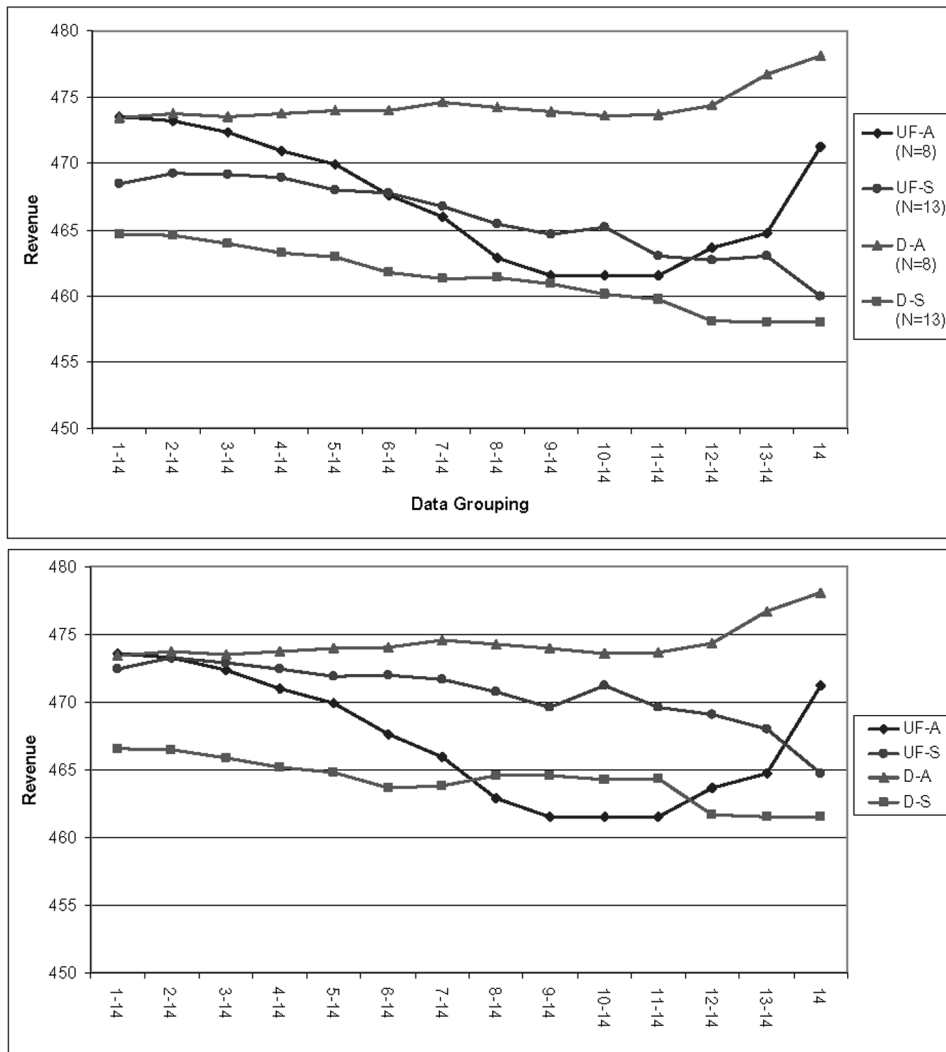 480
475
470
465
460
455
450
Revenue
1-14
2-14
3-14
4-14
5-14
6-14
7-14
8-14
9-14
10-14
11-14
12-14
13-14
14
Data Grouping
UF-A
(N=8)
UF-S
(N=13)
D-A
(N=8)
D-S
(N=13)
480
475
470
465
460
455
450
Revenue
1-14
2-14
3-14
4-14
5-14
6-14
7-14
8-14
9-14
10-14
11-14
12-14
13-14
14
UF-A
UF-S
D-A
D-S